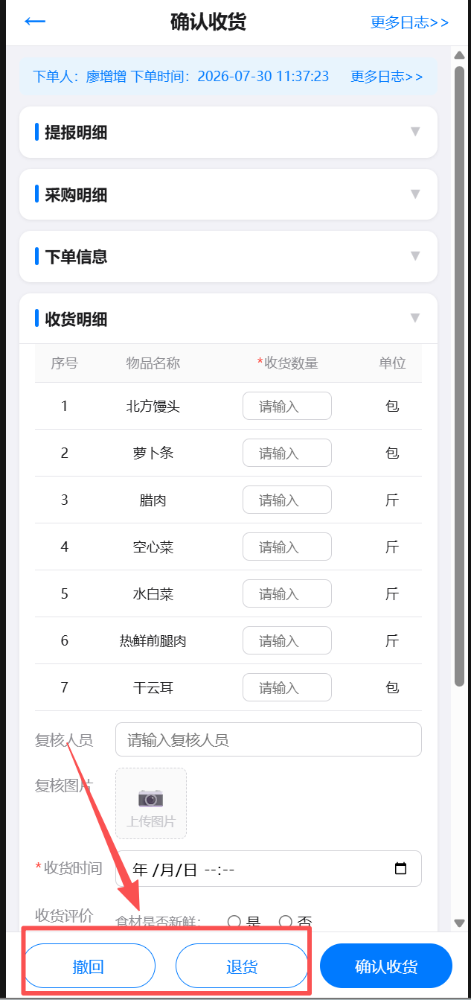 ← 确认收货 更多日志>>
下单人：廖增增 下单时间：2026-07-30 11:37:23 更多日志>>
提报明细
采购明细
下单信息
收货明细
序号 物品名称 *收货数量 单位
1 北方馒头 请输入 包
2 萝卜条 请输入 包
3 腊肉 请输入 斤
4 空心菜 请输入 斤
5 水白菜 请输入 斤
6 热鲜前腿肉 请输入 斤
7 干云耳 请输入 包
复核人员 请输入复核人员
复核图片
上传图片
*收货时间 年 /月/日 --:--
收货评价 食材是否新鲜： 是 否
撤回 退货 确认收货